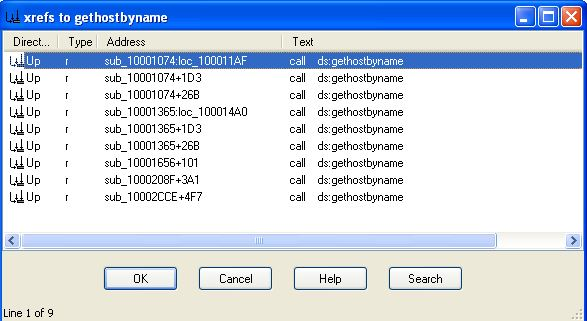 xrefs to gethostbyname
Direct... Type Address Text
Up r sub_10001074:loc_100011AF call ds:gethostbyname
Up r sub_10001074+1D3 call ds:gethostbyname
Up r sub_10001074+26B call ds:gethostbyname
Up r sub_10001365:loc_100014A0 call ds:gethostbyname
Up r sub_10001365+1D3 call ds:gethostbyname
Up r sub_10001365+26B call ds:gethostbyname
Up r sub_10001656+101 call ds:gethostbyname
Up r sub_1000208F+3A1 call ds:gethostbyname
Up r sub_10002CCE+4F7 call ds:gethostbyname
OK Cancel Help Search
Line 1 of 9